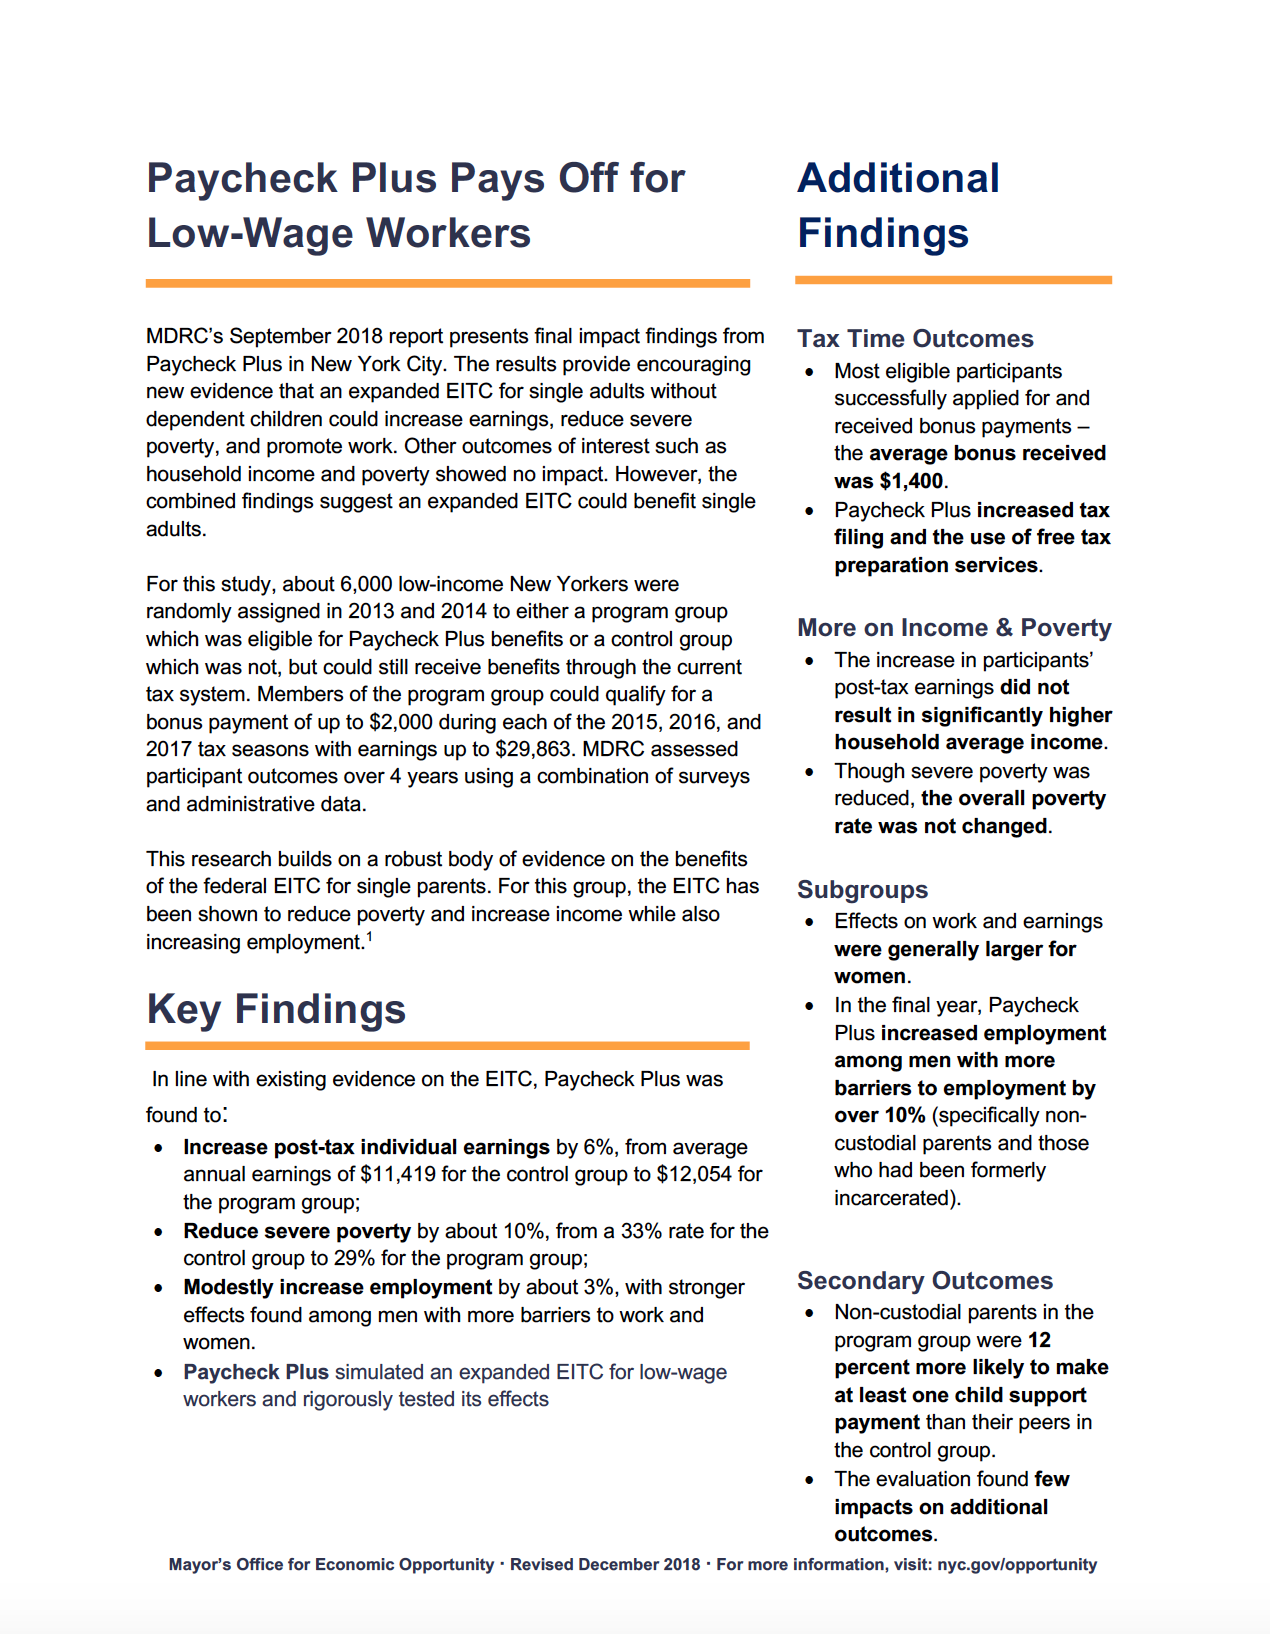 Paycheck Plus Pays Off for
Low-Wage Workers
MDRC’s September 2018 report presents final impact findings from
Paycheck Plus in New York City. The results provide encouraging
new evidence that an expanded EITC for single adults without
dependent children could increase earnings, reduce severe
poverty, and promote work. Other outcomes of interest such as
household income and poverty showed no impact. However, the
combined findings suggest an expanded EITC could benefit single
adults.
For this study, about 6,000 low-income New Yorkers were
randomly assigned in 2013 and 2014 to either a program group
which was eligible for Paycheck Plus benefits or a control group
which was not, but could still receive benefits through the current
tax system. Members of the program group could qualify for a
bonus payment of up to $2,000 during each of the 2015, 2016, and
2017 tax seasons with earnings up to $29,863. MDRC assessed
participant outcomes over 4 years using a combination of surveys
and administrative data.
This research builds on a robust body of evidence on the benefits
of the federal EITC for single parents. For this group, the EITC has
been shown to reduce poverty and increase income while also
increasing employment.¹
Key Findings
In line with existing evidence on the EITC, Paycheck Plus was
found to:
• Increase post-tax individual earnings by 6%, from average
annual earnings of $11,419 for the control group to $12,054 for
the program group;
• Reduce severe poverty by about 10%, from a 33% rate for the
control group to 29% for the program group;
• Modestly increase employment by about 3%, with stronger
effects found among men with more barriers to work and
women.
• Paycheck Plus simulated an expanded EITC for low-wage
workers and rigorously tested its effects
Additional
Findings
Tax Time Outcomes
• Most eligible participants
successfully applied for and
received bonus payments –
the average bonus received
was $1,400.
• Paycheck Plus increased tax
filing and the use of free tax
preparation services.
More on Income & Poverty
• The increase in participants’
post-tax earnings did not
result in significantly higher
household average income.
• Though severe poverty was
reduced, the overall poverty
rate was not changed.
Subgroups
• Effects on work and earnings
were generally larger for
women.
• In the final year, Paycheck
Plus increased employment
among men with more
barriers to employment by
over 10% (specifically non-
custodial parents and those
who had been formerly
incarcerated).
Secondary Outcomes
• Non-custodial parents in the
program group were 12
percent more likely to make
at least one child support
payment than their peers in
the control group.
• The evaluation found few
impacts on additional
outcomes.
Mayor’s Office for Economic Opportunity · Revised December 2018 · For more information, visit: nyc.gov/opportunity